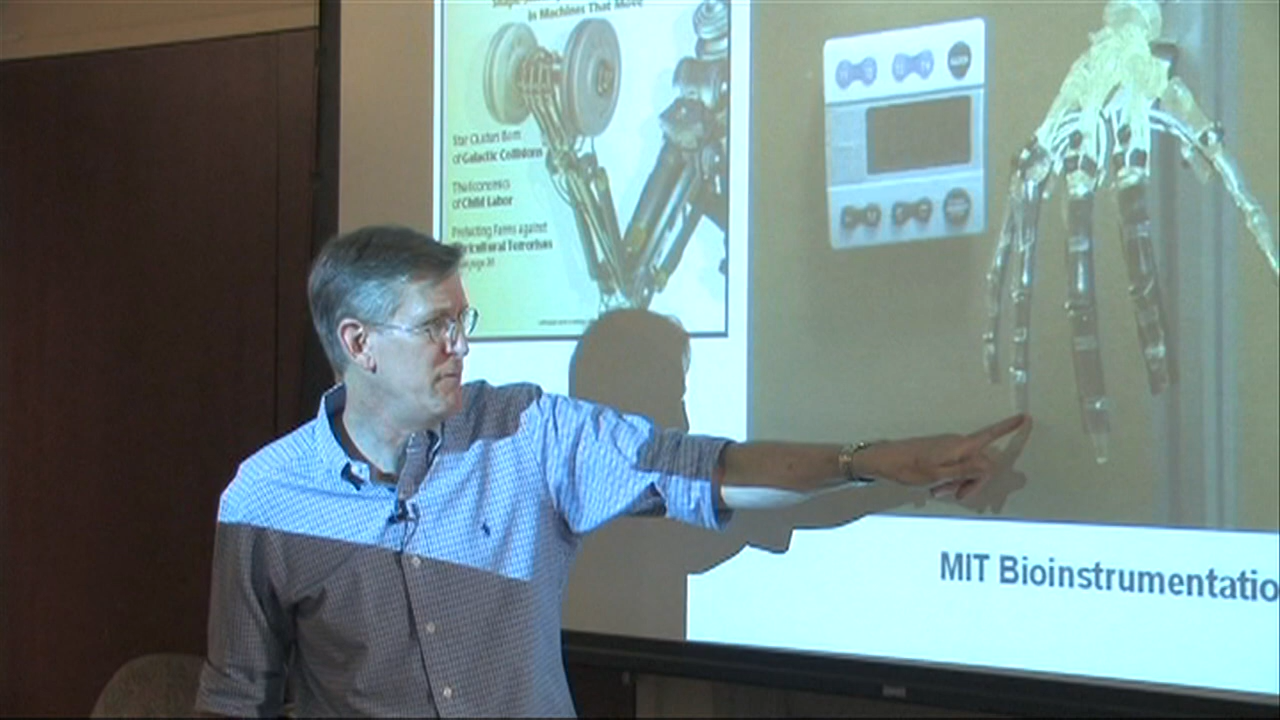 in Machines That Move
Star Clusters Born
of Galactic Collisions
The Economics
of Child Labor
Protecting Farms against
Agricultural Terrorism
MIT Bioinstrumentatio